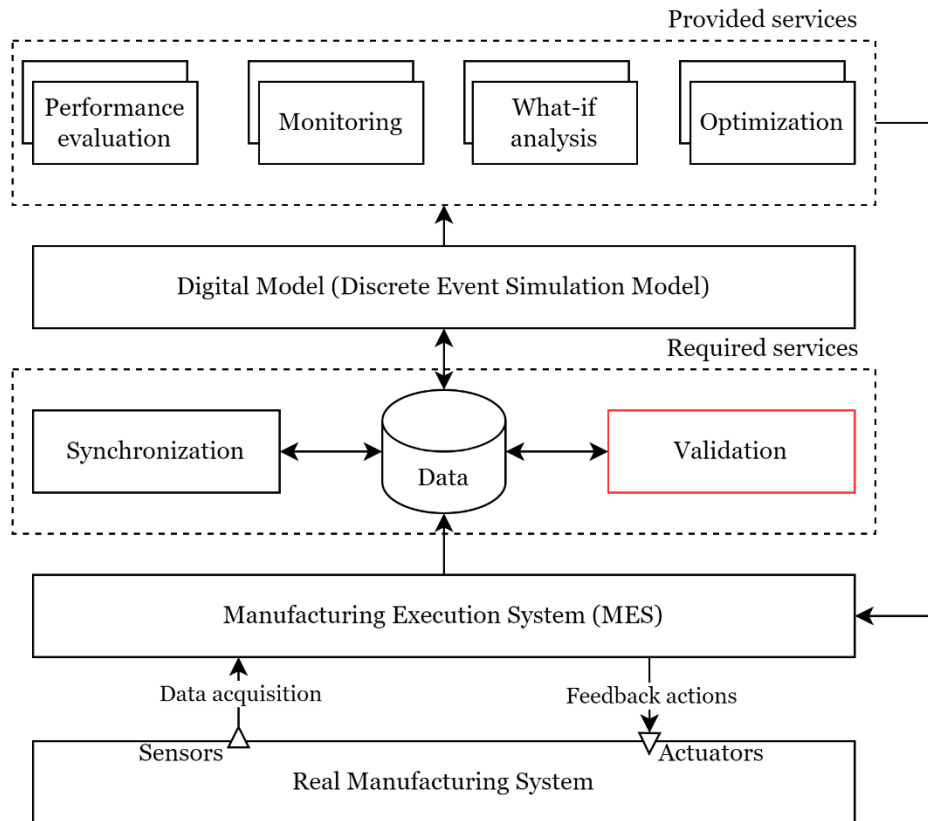 Provided services
Performance
evaluation
Monitoring
What-if
analysis
Optimization
Digital Model (Discrete Event Simulation Model)
Required services
Synchronization
Data
Validation
Manufacturing Execution System (MES)
Data acquisition
Feedback actions
Sensors
Actuators
Real Manufacturing System